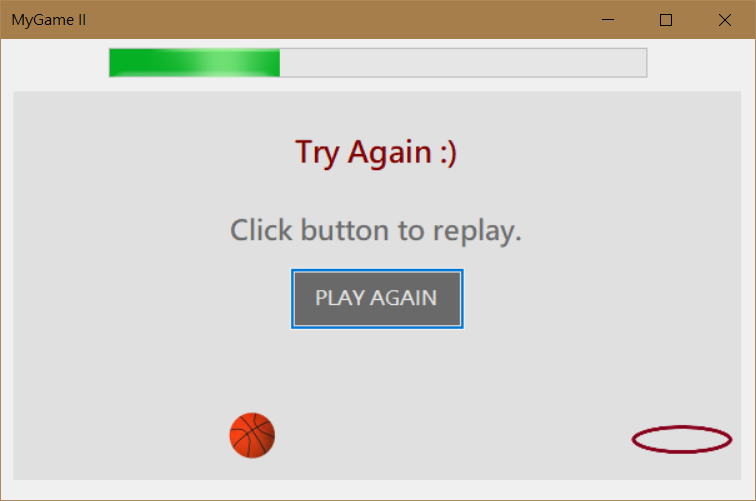 MyGame II
Try Again :)
Click button to replay.
PLAY AGAIN